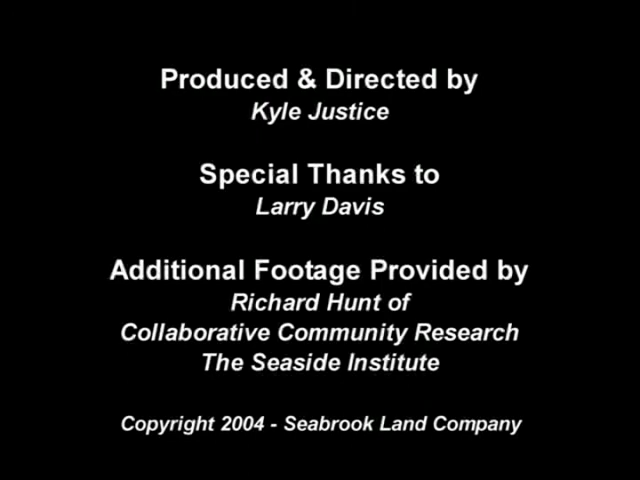 Produced & Directed by
Kyle Justice
Special Thanks to
Larry Davis
Additional Footage Provided by
Richard Hunt of
Collaborative Community Research
The Seaside Institute
Copyright 2004 - Seabrook Land Company